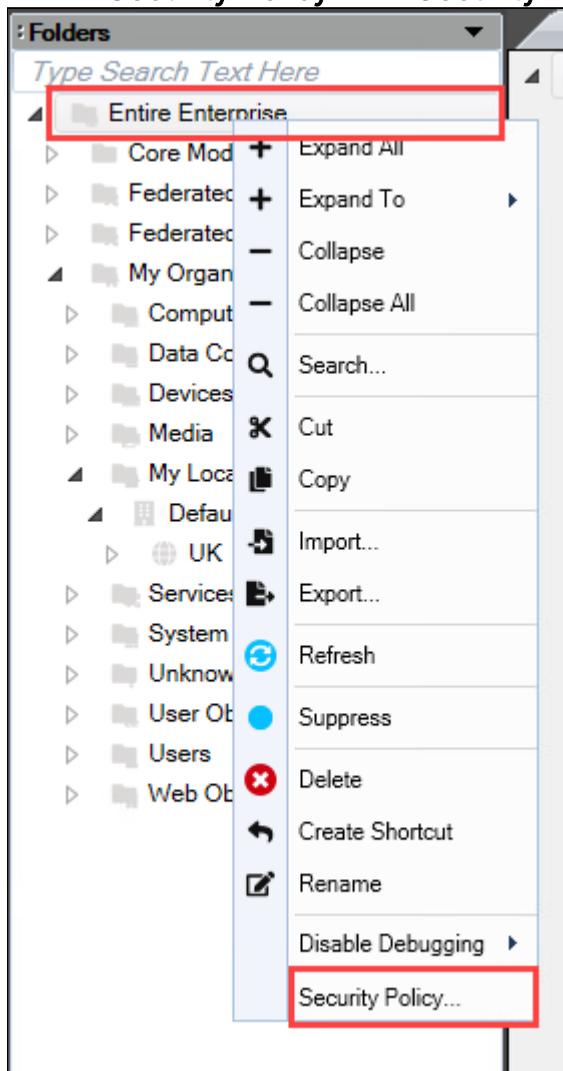 Folders
Type Search Text Here
Entire Enterprise
Core Mod
Federated
Federated
My Organ
Comput
Data Co
Devices
Media
My Loca
Defau
UK
Services
System
Unknow
User Ob
Users
Web Ob
Expand All
Expand To
Collapse
Collapse All
Search...
Cut
Copy
Import...
Export...
Refresh
Suppress
Delete
Create Shortcut
Rename
Disable Debugging
Security Policy...